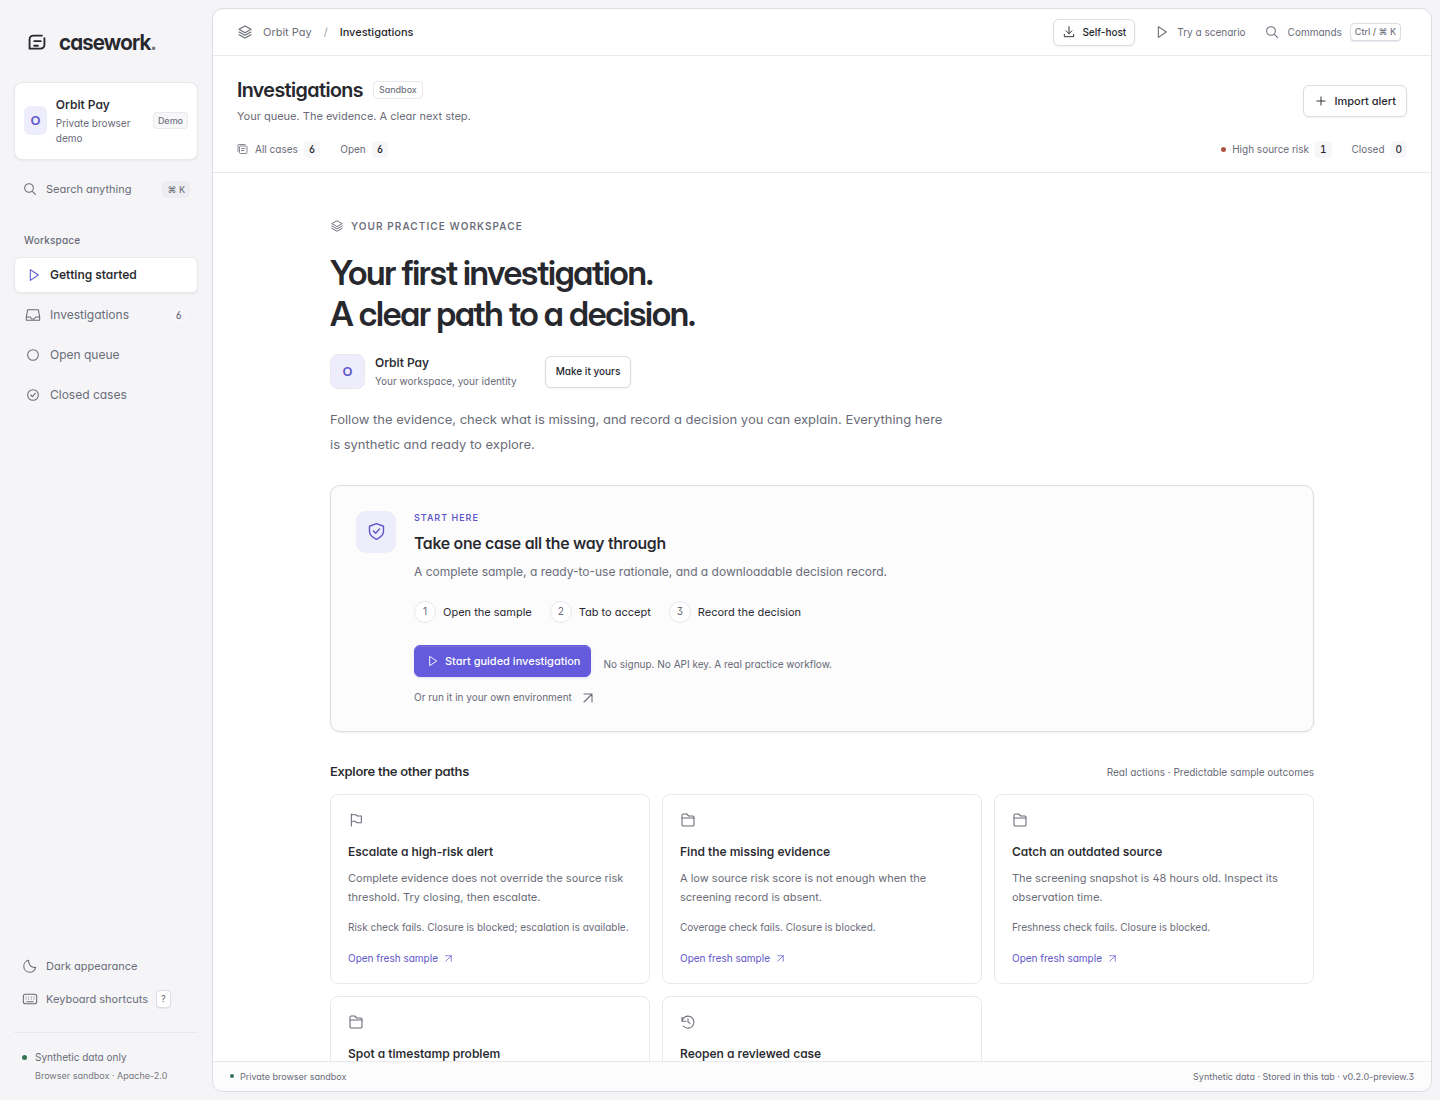 casework.
Orbit Pay
Private browser
demo
Demo
O
Search anything
⌘ K
Workspace
Getting started
Investigations 6
Open queue
Closed cases
Dark appearance
Keyboard shortcuts ?
Synthetic data only
Browser sandbox · Apache-2.0
Orbit Pay / Investigations
Self-host
Try a scenario
Commands Ctrl / ⌘ K
Investigations Sandbox
Your queue. The evidence. A clear next step.
Import alert
All cases 6 Open 6
High source risk 1 Closed 0
YOUR PRACTICE WORKSPACE
Your first investigation.
A clear path to a decision.
O
Orbit Pay
Your workspace, your identity
Make it yours
Follow the evidence, check what is missing, and record a decision you can explain. Everything here
is synthetic and ready to explore.
START HERE
Take one case all the way through
A complete sample, a ready-to-use rationale, and a downloadable decision record.
1 Open the sample 2 Tab to accept 3 Record the decision
Start guided investigation
No signup. No API key. A real practice workflow.
Or run it in your own environment
Explore the other paths
Real actions · Predictable sample outcomes
Escalate a high-risk alert
Complete evidence does not override the source risk
threshold. Try closing, then escalate.
Risk check fails. Closure is blocked; escalation is available.
Open fresh sample
Find the missing evidence
A low source risk score is not enough when the
screening record is absent.
Coverage check fails. Closure is blocked.
Open fresh sample
Catch an outdated source
The screening snapshot is 48 hours old. Inspect its
observation time.
Freshness check fails. Closure is blocked.
Open fresh sample
Spot a timestamp problem
Reopen a reviewed case
Private browser sandbox
Synthetic data · Stored in this tab · v0.2.0-preview.3